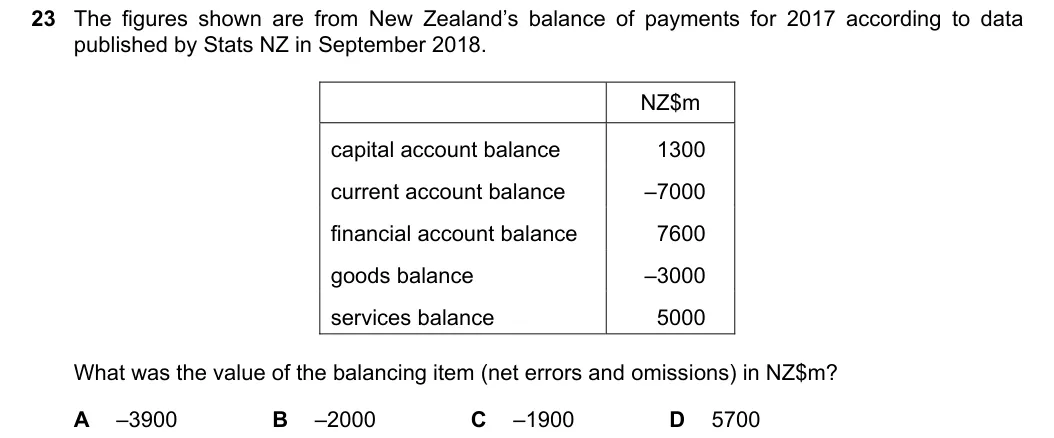 23 The figures shown are from New Zealand’s balance of payments for 2017 according to data
published by Stats NZ in September 2018.
NZ$m
capital account balance 1300
current account balance –7000
financial account balance 7600
goods balance –3000
services balance 5000
What was the value of the balancing item (net errors and omissions) in NZ$m?
A –3900 B –2000 C –1900 D 5700